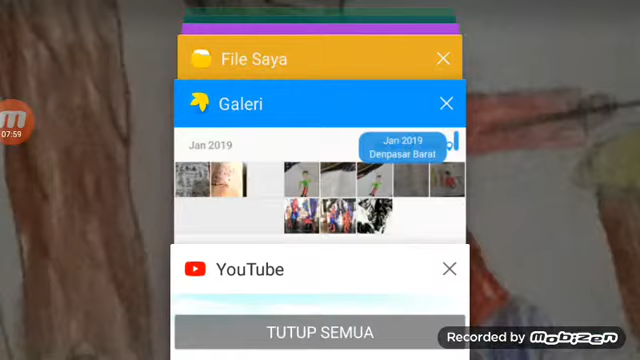 File Saya
Galeri
Jan 2019
Jan 2019
Denpasar Barat
07:59
YouTube
TUTUP SEMUA
Recorded by mobizen